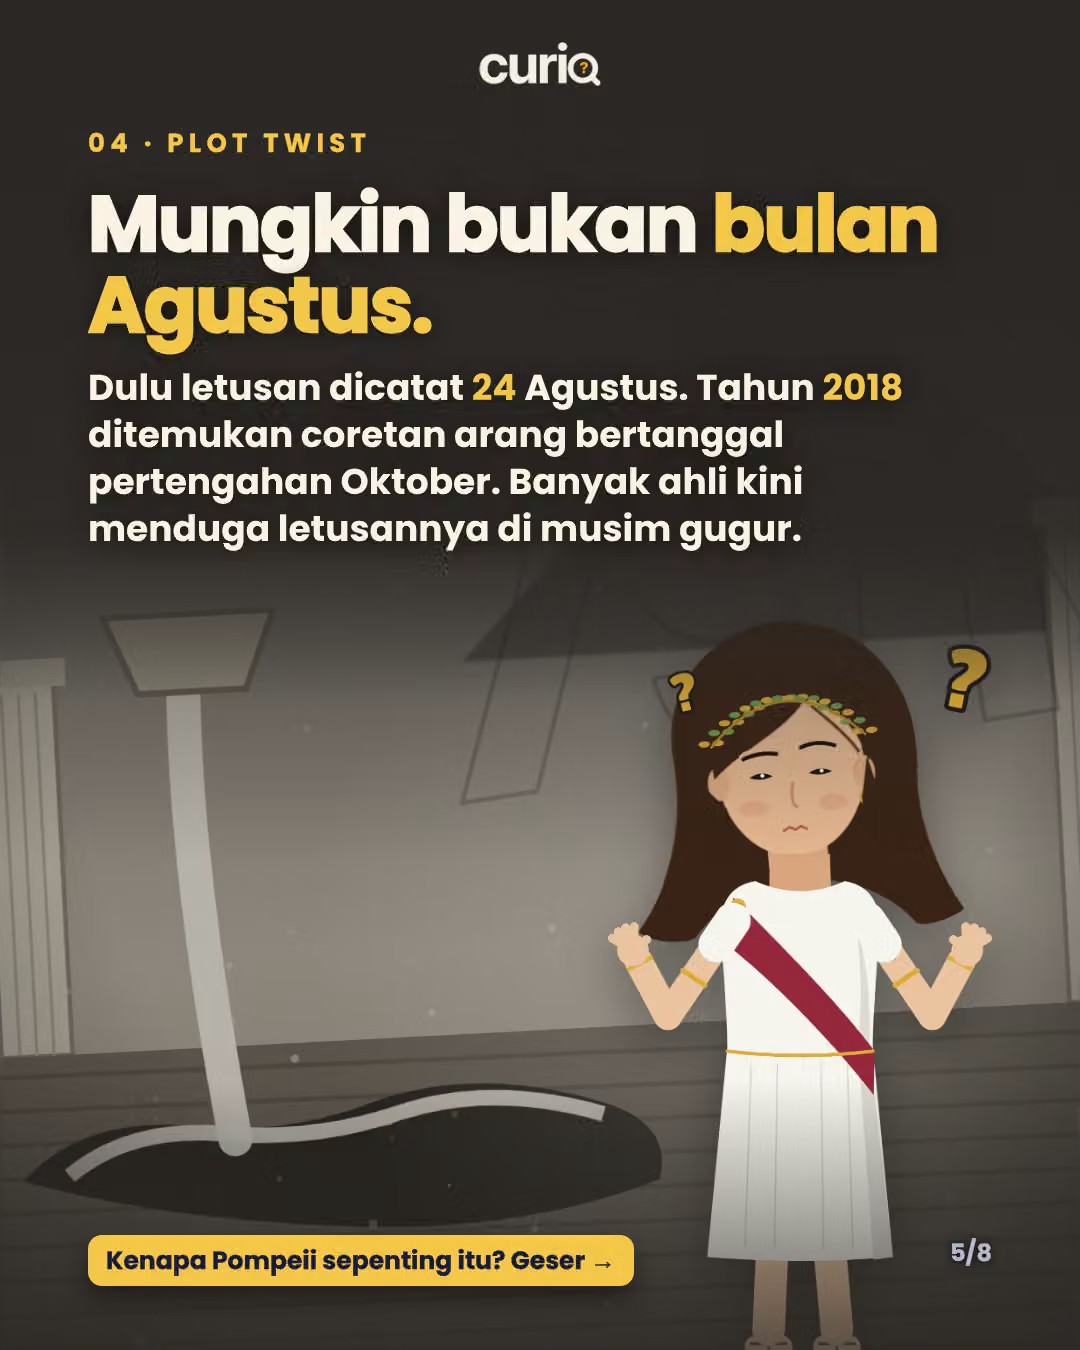 curio
04 · PLOT TWIST
Mungkin bukan bulan
Agustus.
Dulu letusan dicatat 24 Agustus. Tahun 2018
ditemukan coretan arang bertanggal
pertengahan Oktober. Banyak ahli kini
menduga letusannya di musim gugur.
?
?
Kenapa Pompeii sepenting itu? Geser →
5/8